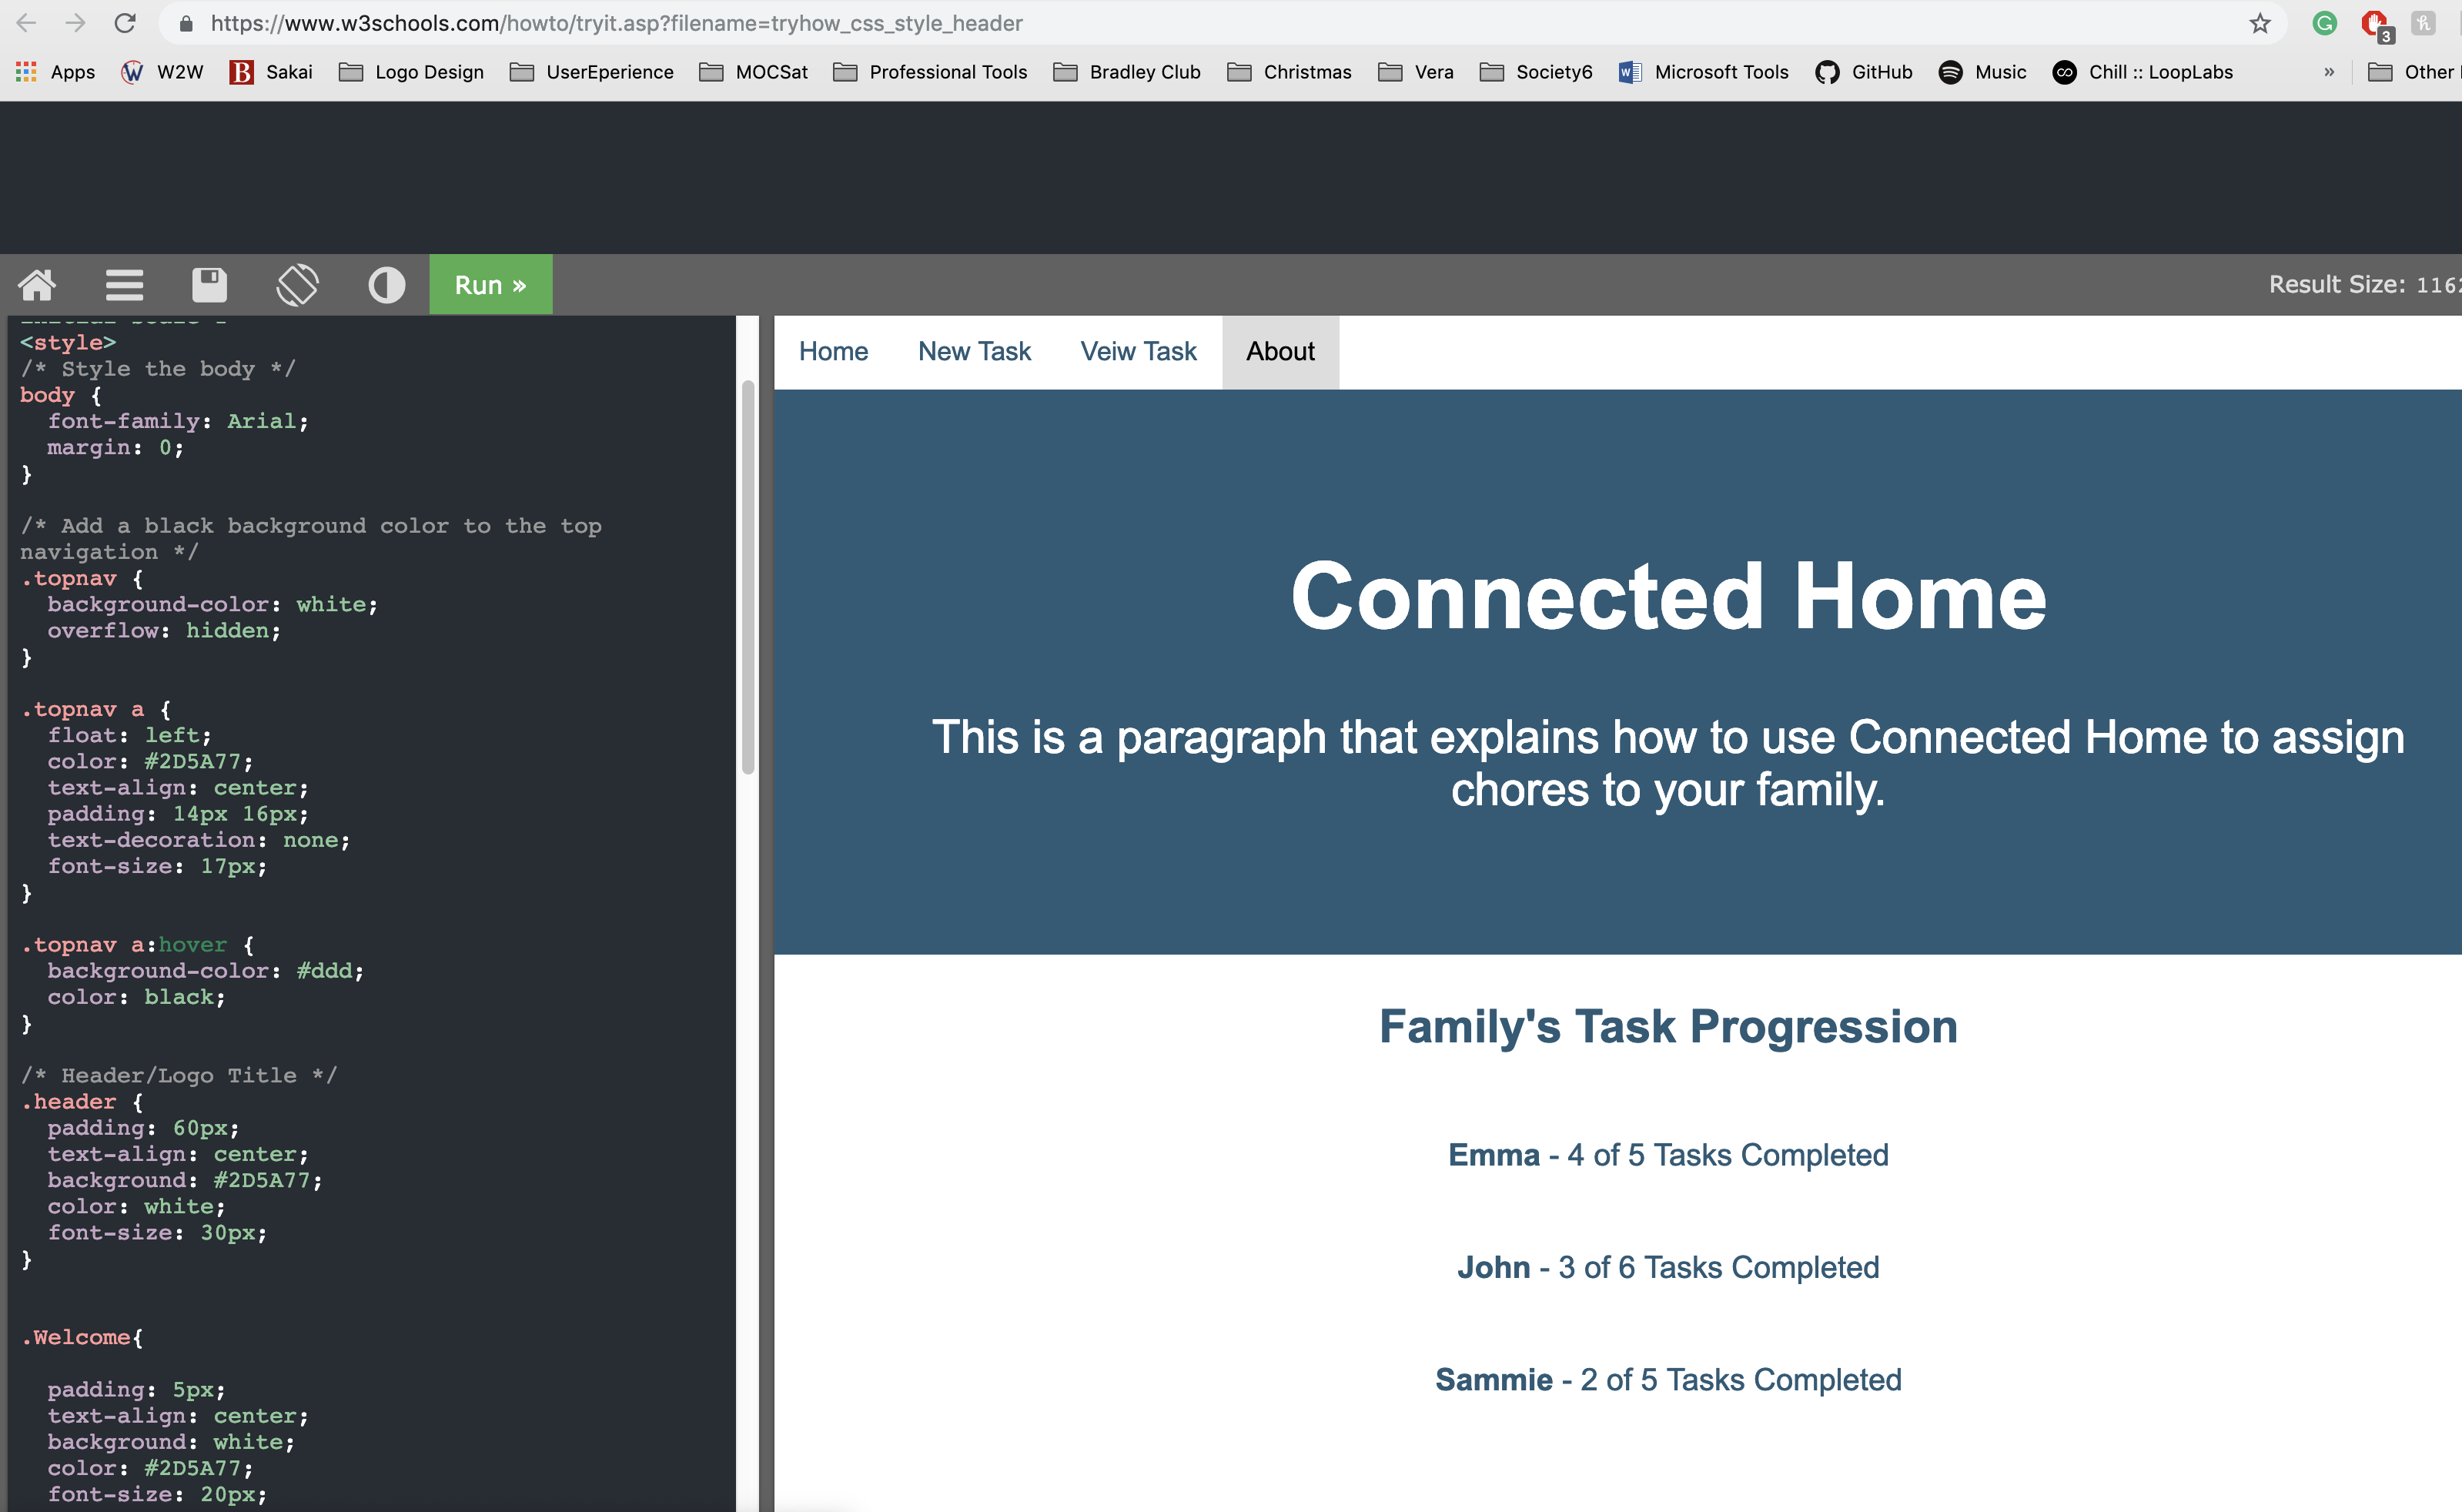 https://www.w3schools.com/howto/tryit.asp?filename=tryhow_css_style_header
3
Apps W2W B Sakai Logo Design UserEperience MOCSat Professional Tools Bradley Club Christmas Vera Society6 Microsoft Tools GitHub Music Chill :: LoopLabs » Other
Run » Result Size: 1162
<style>
/* Style the body */
body {
  font-family: Arial;
  margin: 0;
}
/* Add a black background color to the top
navigation */
.topnav {
  background-color: white;
  overflow: hidden;
}
.topnav a {
  float: left;
  color: #2D5A77;
  text-align: center;
  padding: 14px 16px;
  text-decoration: none;
  font-size: 17px;
}
.topnav a:hover {
  background-color: #ddd;
  color: black;
}
/* Header/Logo Title */
.header {
  padding: 60px;
  text-align: center;
  background: #2D5A77;
  color: white;
  font-size: 30px;
}
.Welcome{
  padding: 5px;
  text-align: center;
  background: white;
  color: #2D5A77;
  font-size: 20px;
Home New Task Veiw Task About
Connected Home
This is a paragraph that explains how to use Connected Home to assign
chores to your family.
Family's Task Progression
Emma - 4 of 5 Tasks Completed
John - 3 of 6 Tasks Completed
Sammie - 2 of 5 Tasks Completed